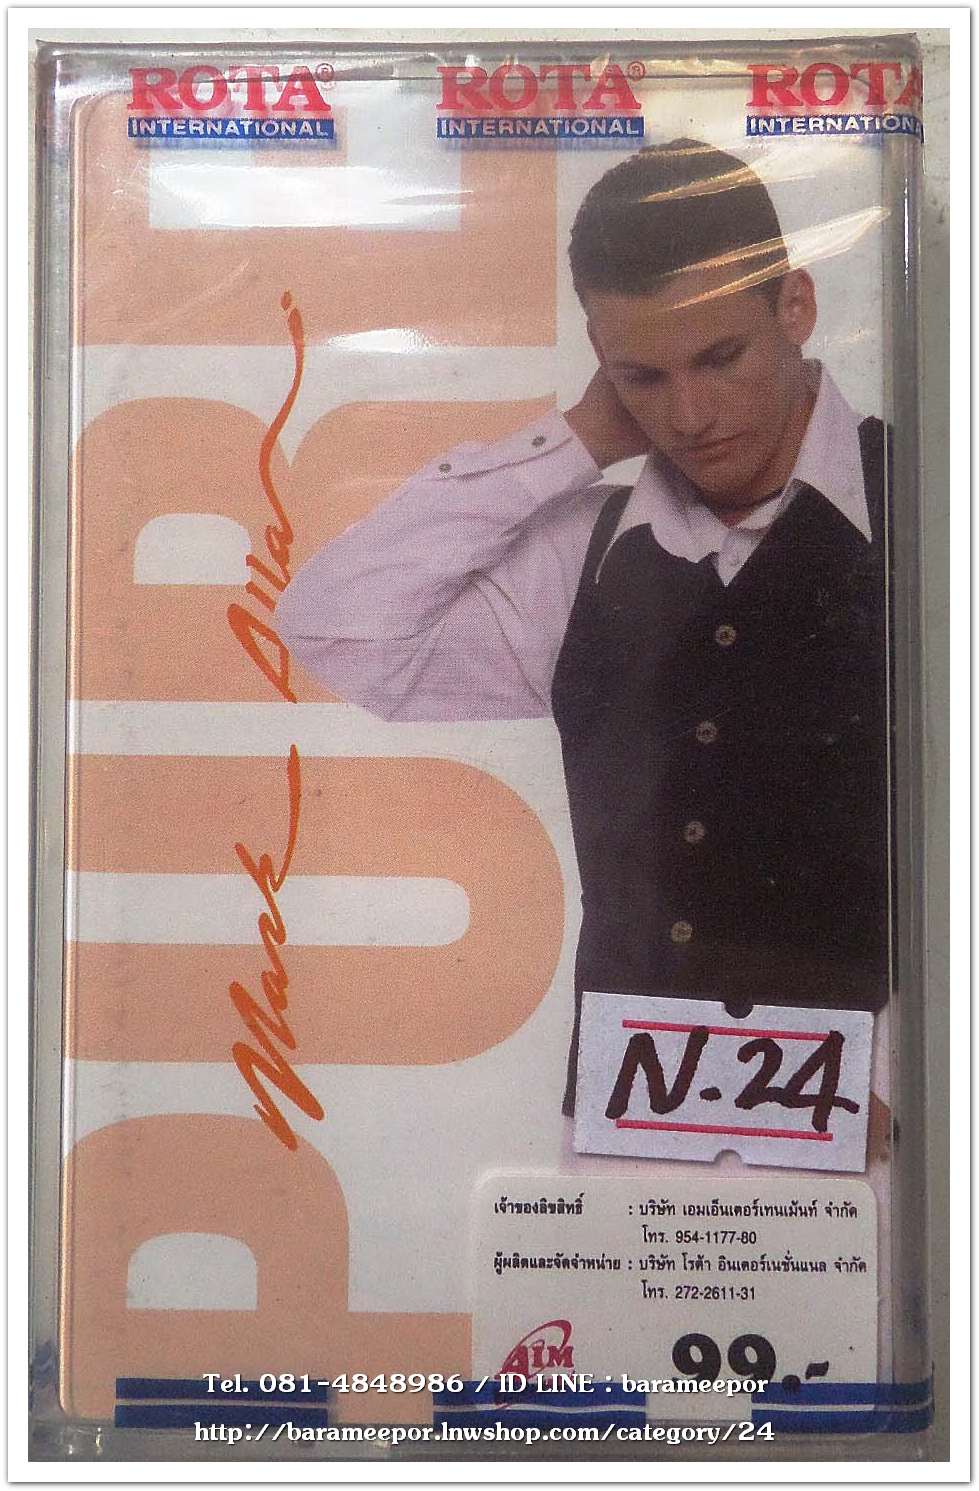 ROTA® ROTA® ROTA
INTERNATIONAL INTERNATIONAL INTERNATION
PURE
Mark
N.24
เจ้าของลิขสิทธิ์ : บริษัท เอมเอ็นเตอร์เทนเม้นท์ จำกัด
โทร. 954-1177-80
ผู้ผลิตและจัดจำหน่าย : บริษัท โรต้า อินเตอร์เนชั่นแนล จำกัด
โทร. 272-2611-31
AIM
99.-
Tel. 081-4848986 / ID LINE : barameepor
http://barameepor.lnwshop.com/category/24